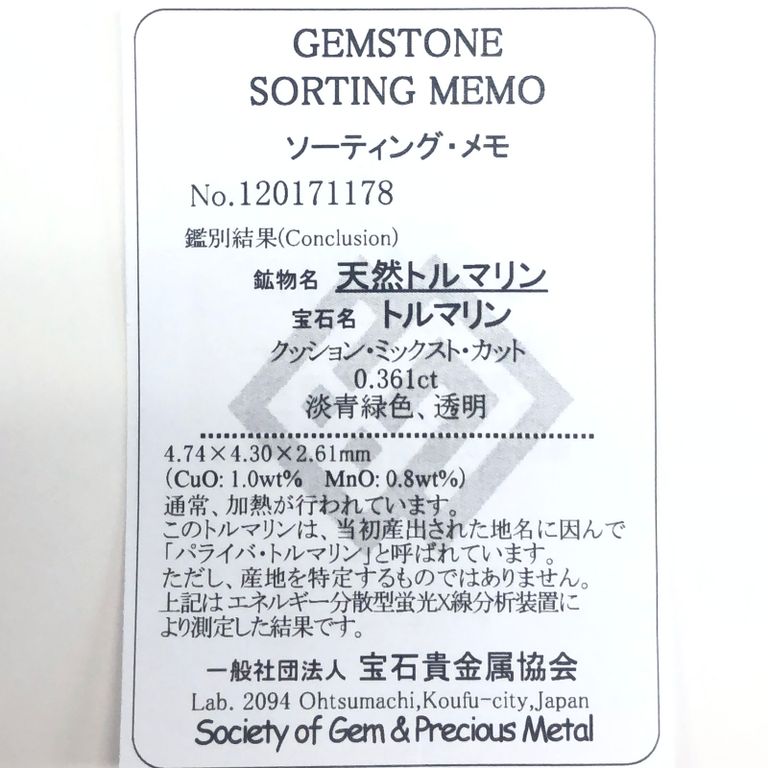 GEMSTONE
SORTING MEMO
ソーティング・メモ
No.120171178
鑑別結果(Conclusion)
鉱物名 天然トルマリン
宝石名 トルマリン
クッション・ミックスト・カット
0.361ct
淡青緑色、透明
4.74×4.30×2.61mm
(CuO: 1.0wt% MnO: 0.8wt%)
通常、加熱が行われています。
このトルマリンは、当初産出された地名に因んで
「パライバ・トルマリン」と呼ばれています。
ただし、産地を特定するものではありません。
上記は エネルギー分散型蛍光X線分析装置に
より測定した結果です。
一般社団法人 宝石貴金属協会
Lab. 2094 Ohtsumachi,Koufu-city,Japan
Society of Gem & Precious Metal